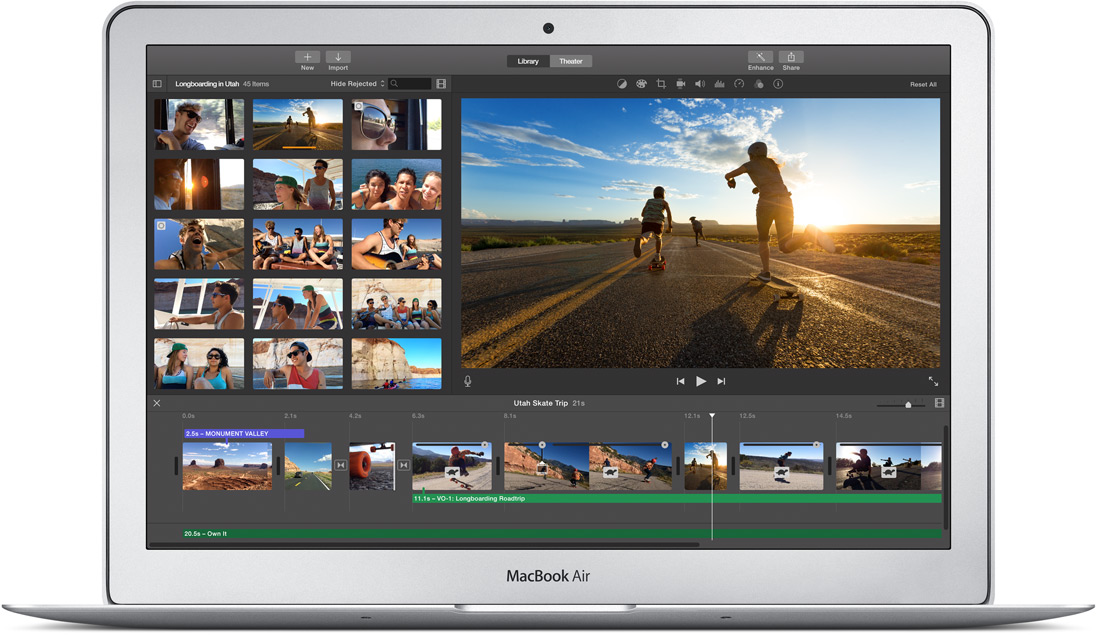 New Import Library Theater Enhance Share
Longboarding in Utah 45 Items Hide Rejected Reset All
Utah Skate Trip 21s
0.0s 2.1s 4.2s 6.3s 8.1s 12.1s 12.5s 14.5s
2.5s – MONUMENT VALLEY
11.1s – VO-1: Longboarding Roadtrip
20.5s – Own It
MacBook Air